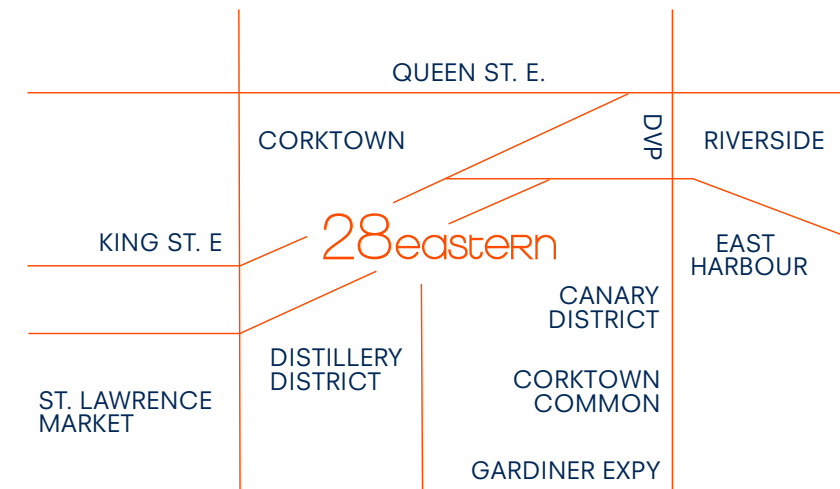 QUEEN ST. E.
CORKTOWN
DVP
RIVERSIDE
KING ST. E
28eastern
EAST
HARBOUR
CANARY
DISTRICT
DISTILLERY
DISTRICT
CORKTOWN
COMMON
ST. LAWRENCE
MARKET
GARDINER EXPY